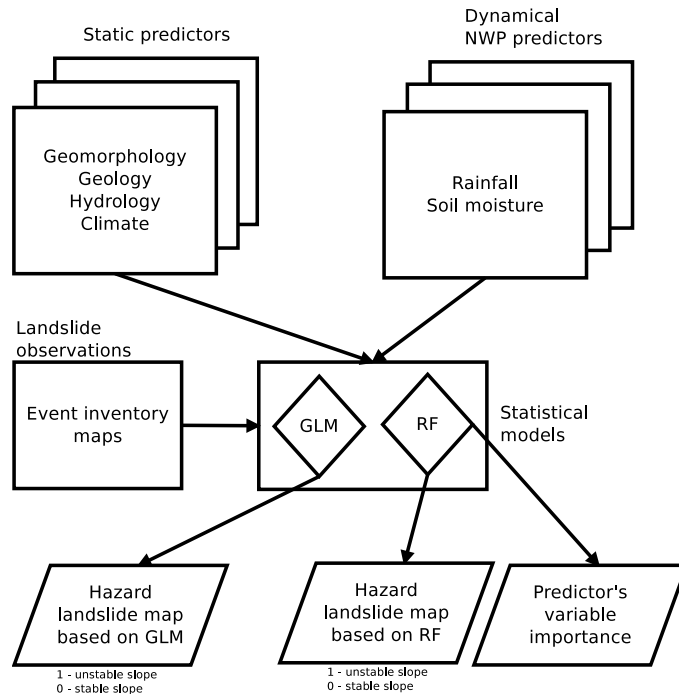 Static predictors
Dynamical
NWP predictors
Geomorphology
Geology
Hydrology
Climate
Rainfall
Soil moisture
Landslide
observations
Event inventory
maps
GLM
RF
Statistical
models
Hazard
landslide map
based on GLM
1 - unstable slope
0 - stable slope
Hazard
landslide map
based on RF
1 - unstable slope
0 - stable slope
Predictor's
variable
importance